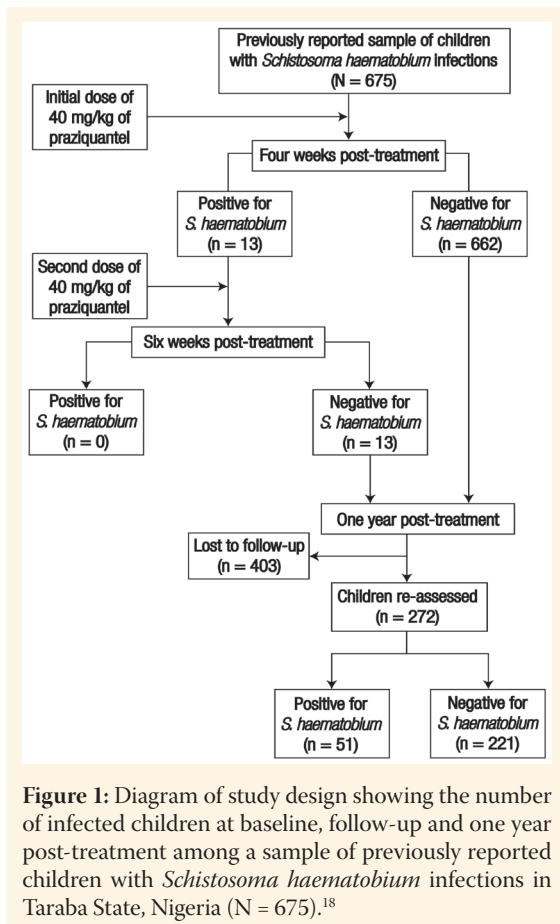 Previously reported sample of children
with Schistosoma haematobium infections
(N = 675)
Initial dose of
40 mg/kg of
praziquantel
Four weeks post-treatment
Positive for
S. haematobium
(n = 13)
Negative for
S. haematobium
(n = 662)
Second dose of
40 mg/kg of
praziquantel
Six weeks post-treatment
Positive for
S. haematobium
(n = 0)
Negative for
S. haematobium
(n = 13)
One year post-treatment
Lost to follow-up
(n = 403)
Children re-assessed
(n = 272)
Positive for
S. haematobium
(n = 51)
Negative for
S. haematobium
(n = 221)
Figure 1: Diagram of study design showing the number
of infected children at baseline, follow-up and one year
post-treatment among a sample of previously reported
children with Schistosoma haematobium infections in
Taraba State, Nigeria (N = 675).18